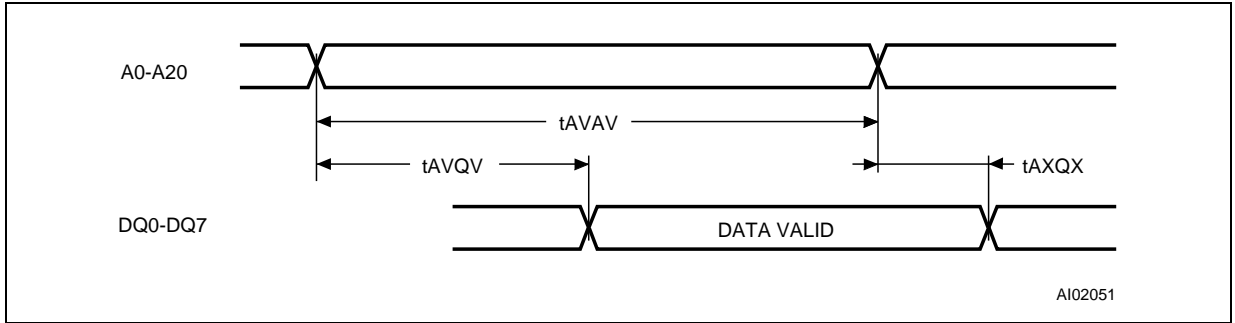 A0-A20
tAVAV
tAVQV
tAXQX
DQ0-DQ7
DATA VALID
AI02051